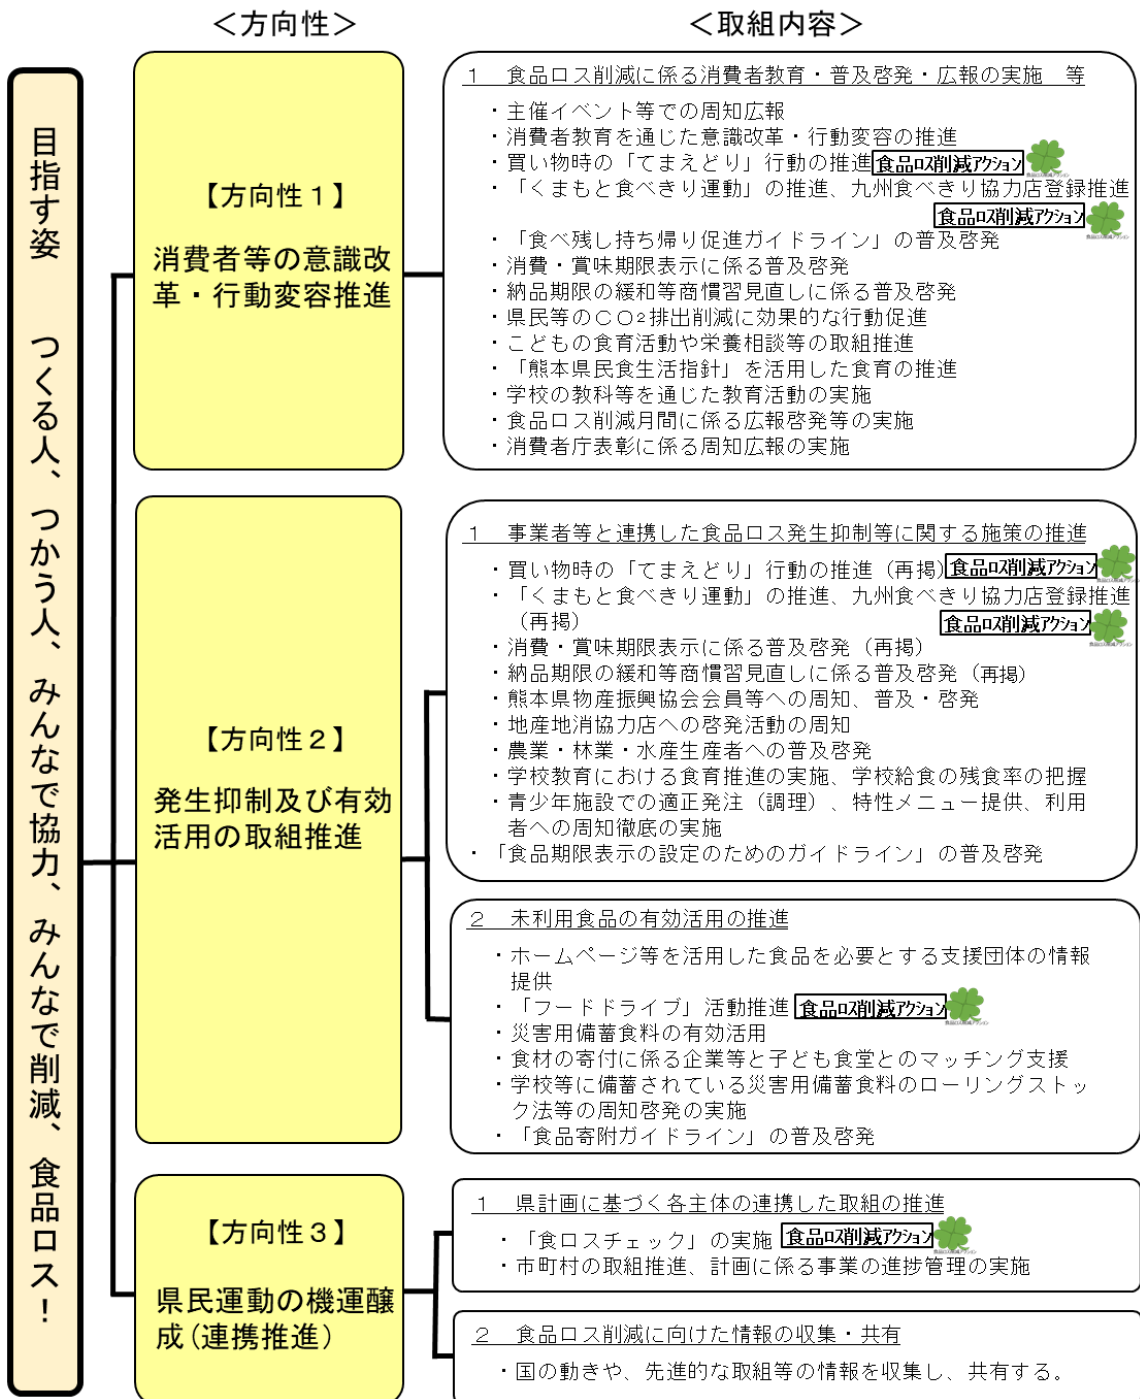 ＜方向性＞
＜取組内容＞
目指す姿　つくる人、つかう人、みんなで協力、みんなで削減、食品ロス！
【方向性１】
消費者等の意識改
革・行動変容推進
１　食品ロス削減に係る消費者教育・普及啓発・広報の実施　等
・主催イベント等での周知広報
・消費者教育を通じた意識改革・行動変容の推進
・買い物時の「てまえどり」行動の推進 食品ロス削減アクション
・「くまもと食べきり運動」の推進、九州食べきり協力店登録推進
食品ロス削減アクション
・「食べ残し持ち帰り促進ガイドライン」の普及啓発
・消費・賞味期限表示に係る普及啓発
・納品期限の緩和等商慣習見直しに係る普及啓発
・県民等のＣＯ２排出削減に効果的な行動促進
・こどもの食育活動や栄養相談等の取組推進
・「熊本県民食生活指針」を活用した食育の推進
・学校の教科等を通じた教育活動の実施
・食品ロス削減月間に係る広報啓発等の実施
・消費者庁表彰に係る周知広報の実施
【方向性２】
発生抑制及び有効
活用の取組推進
１　事業者等と連携した食品ロス発生抑制等に関する施策の推進
・買い物時の「てまえどり」行動の推進（再掲） 食品ロス削減アクション
・「くまもと食べきり運動」の推進、九州食べきり協力店登録推進
（再掲） 食品ロス削減アクション
・消費・賞味期限表示に係る普及啓発（再掲）
・納品期限の緩和等商慣習見直しに係る普及啓発（再掲）
・熊本県物産振興協会会員等への周知、普及・啓発
・地産地消協力店への啓発活動の周知
・農業・林業・水産生産者への普及啓発
・学校教育における食育推進の実施、学校給食の残食率の把握
・青少年施設での適正発注（調理）、特性メニュー提供、利用
者への周知徹底の実施
・「食品期限表示の設定のためのガイドライン」の普及啓発
２　未利用食品の有効活用の推進
・ホームページ等を活用した食品を必要とする支援団体の情報
提供
・「フードドライブ」活動推進 食品ロス削減アクション
・災害用備蓄食料の有効活用
・食材の寄付に係る企業等と子ども食堂とのマッチング支援
・学校等に備蓄されている災害用備蓄食料のローリングストッ
ク法等の周知啓発の実施
・「食品寄附ガイドライン」の普及啓発
【方向性３】
県民運動の機運醸
成（連携推進）
１　県計画に基づく各主体の連携した取組の推進
・「食ロスチェック」の実施 食品ロス削減アクション
・市町村の取組推進、計画に係る事業の進捗管理の実施
２　食品ロス削減に向けた情報の収集・共有
・国の動きや、先進的な取組等の情報を収集し、共有する。